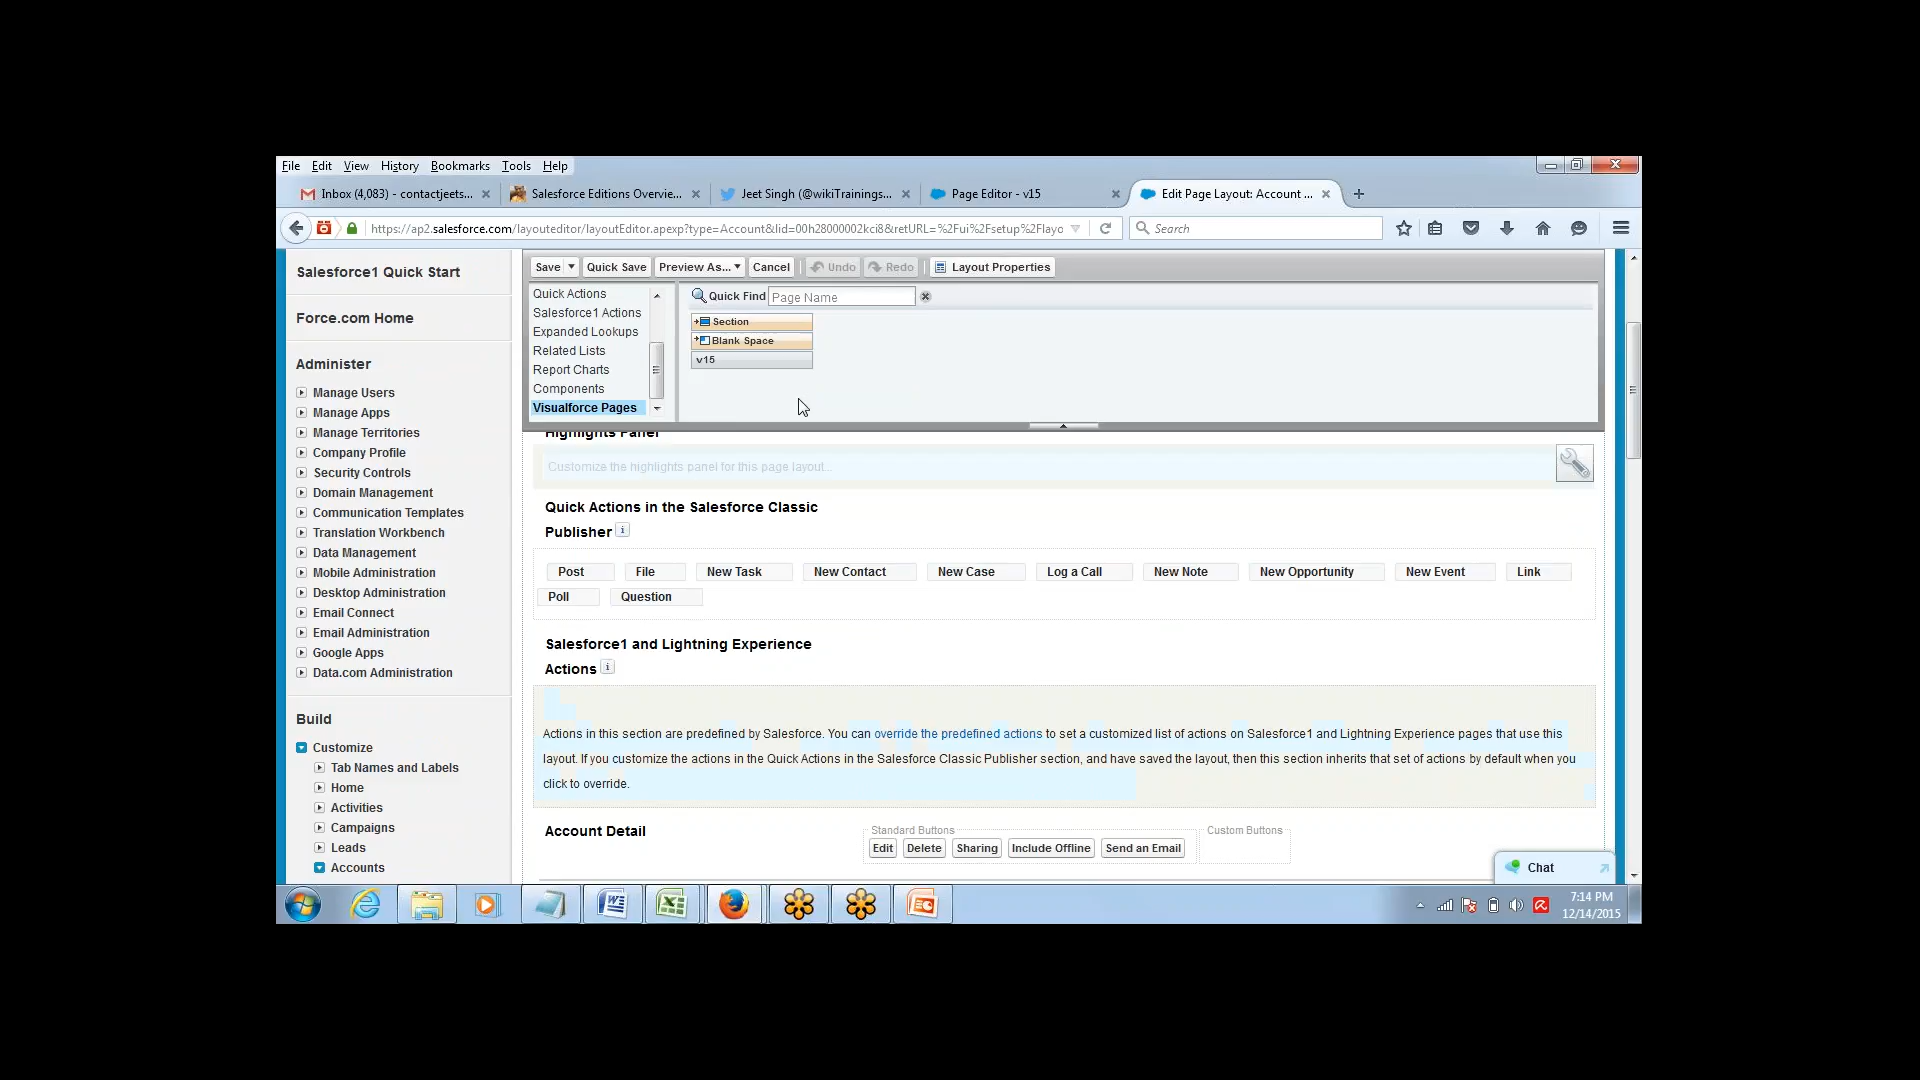 File Edit View History Bookmarks Tools Help
Inbox (4,083) - contactjeets...
Salesforce Editions Overvie...
Jeet Singh (@wikiTrainings...
Page Editor - v15
Edit Page Layout: Account ...
https://ap2.salesforce.com/layouteditor/layoutEditor.apexp?type=Account&lid=00h28000002kci8&retURL=%2Fui%2Fsetup%2Flayo
Search
Salesforce1 Quick Start
Force.com Home
Administer
Manage Users
Manage Apps
Manage Territories
Company Profile
Security Controls
Domain Management
Communication Templates
Translation Workbench
Data Management
Mobile Administration
Desktop Administration
Email Connect
Email Administration
Google Apps
Data.com Administration
Build
Customize
Tab Names and Labels
Home
Activities
Campaigns
Leads
Accounts
Save Quick Save Preview As... Cancel Undo Redo Layout Properties
Quick Actions
Salesforce1 Actions
Expanded Lookups
Related Lists
Report Charts
Components
Visualforce Pages
Quick Find Page Name
Section
Blank Space
v15
Highlights Panel
Customize the highlights panel for this page layout...
Quick Actions in the Salesforce Classic
Publisher i
Post File New Task New Contact New Case Log a Call New Note New Opportunity New Event Link
Poll Question
Salesforce1 and Lightning Experience
Actions i
Actions in this section are predefined by Salesforce. You can override the predefined actions to set a customized list of actions on Salesforce1 and Lightning Experience pages that use this
layout. If you customize the actions in the Quick Actions in the Salesforce Classic Publisher section, and have saved the layout, then this section inherits that set of actions by default when you
click to override.
Account Detail
Standard Buttons
Edit Delete Sharing Include Offline Send an Email
Custom Buttons
Chat
7:14 PM
12/14/2015